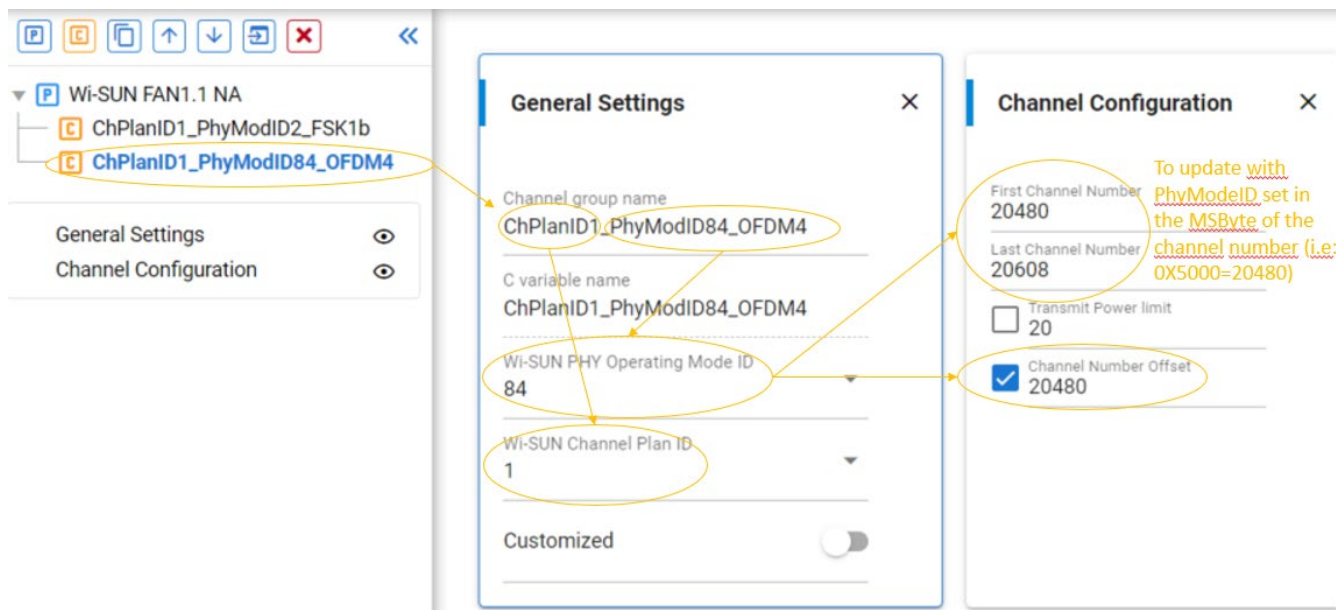 Wi-SUN FAN1.1 NA
ChPlanID1_PhyModID2_FSK1b
ChPlanID1_PhyModID84_OFDM4
General Settings
Channel Configuration
General Settings
Channel group name
ChPlanID1_PhyModID84_OFDM4
C variable name
ChPlanID1_PhyModID84_OFDM4
Wi-SUN PHY Operating Mode ID
84
Wi-SUN Channel Plan ID
1
Customized
Channel Configuration
First Channel Number
20480
Last Channel Number
20608
Transmit Power limit
20
Channel Number Offset
20480
To update with
PhyModeID set in
the MSByte of the
channel number (i.e:
0X5000=20480)